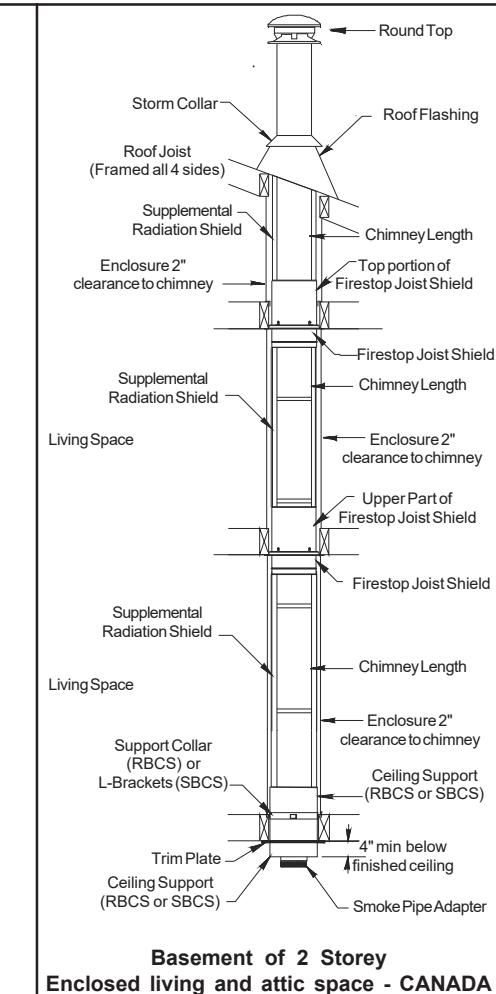 Round Top
Storm Collar
Roof Flashing
Roof Joist
(Framed all 4 sides)
Supplemental
Radiation Shield
Chimney Length
Enclosure 2"
clearance to chimney
Top portion of
Firestop Joist Shield
Firestop Joist Shield
Supplemental
Radiation Shield
Chimney Length
Living Space
Enclosure 2"
clearance to chimney
Upper Part of
Firestop Joist Shield
Firestop Joist Shield
Supplemental
Radiation Shield
Chimney Length
Living Space
Enclosure 2"
clearance to chimney
Support Collar
(RBCS) or
L-Brackets (SBCS)
Ceiling Support
(RBCS or SBCS)
4" min below
finished ceiling
Trim Plate
Ceiling Support
(RBCS or SBCS)
Smoke Pipe Adapter
Basement of 2 Storey
Enclosed living and attic space - CANADA